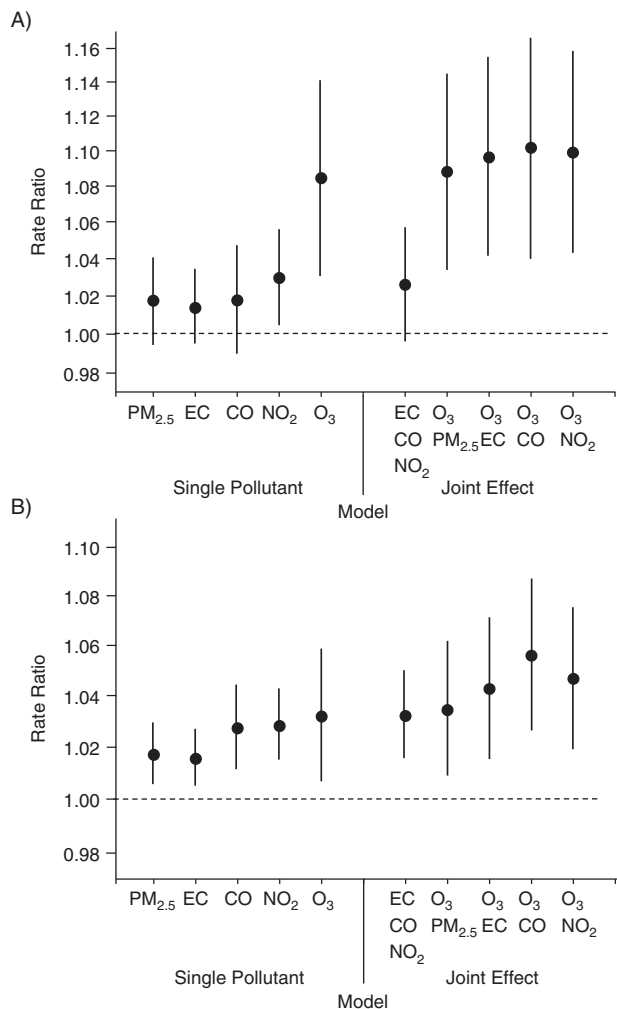 A)
1.16
1.14
1.12
1.10
1.08
1.06
1.04
1.02
1.00
0.98
Rate Ratio
PM2.5 EC CO NO2 O3 EC O3 O3 O3 O3
CO PM2.5 EC CO NO2
NO2
Single Pollutant Joint Effect
Model
B)
1.10
1.08
1.06
1.04
1.02
1.00
0.98
Rate Ratio
PM2.5 EC CO NO2 O3 EC O3 O3 O3 O3
CO PM2.5 EC CO NO2
NO2
Single Pollutant Joint Effect
Model